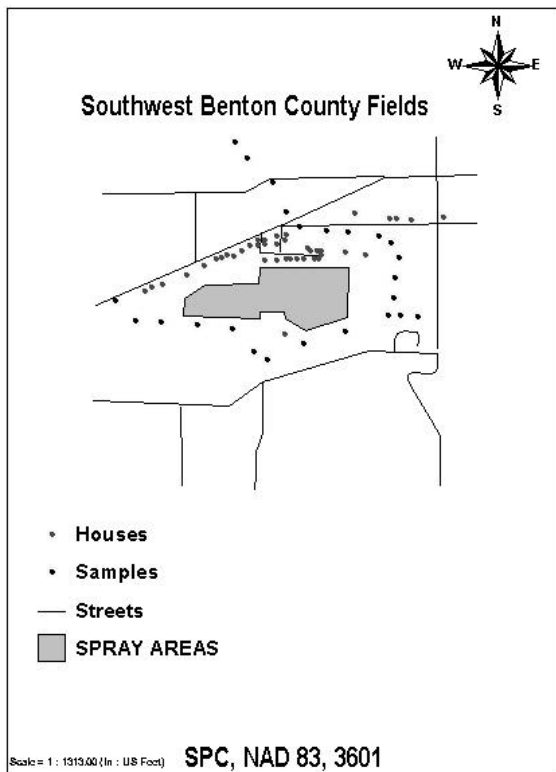 N
W E
S
Southwest Benton County Fields
Houses
Samples
Streets
SPRAY AREAS
Scale = 1 : 1313.00 (In : US Feet) SPC, NAD 83, 3601